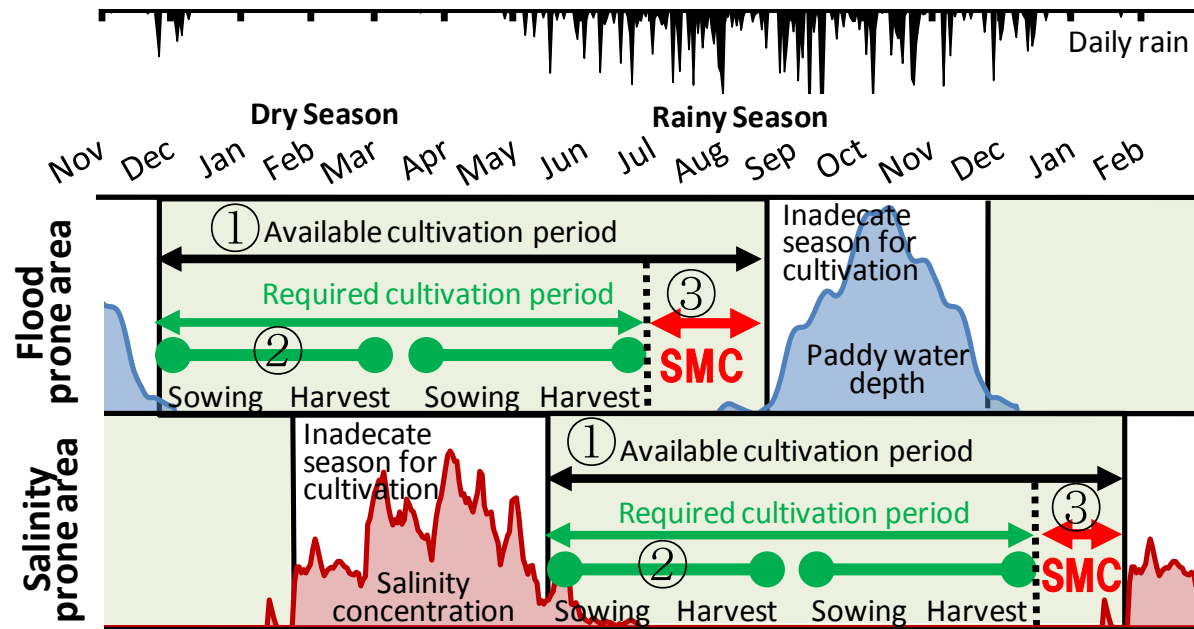 Daily rain
Dry Season
Rainy Season
Nov Dec Jan Feb Mar Apr May Jun Jul Aug Sep Oct Nov Dec Jan Feb
Flood
prone area
① Available cultivation period
Required cultivation period
②
③
SMC
Sowing Harvest Sowing Harvest
Inadecate
season for
cultivation
Paddy water
depth
Salinity
prone area
Inadecate
season for
cultivation
Salinity
concentration
① Available cultivation period
Required cultivation period
②
③
SMC
Sowing Harvest Sowing Harvest